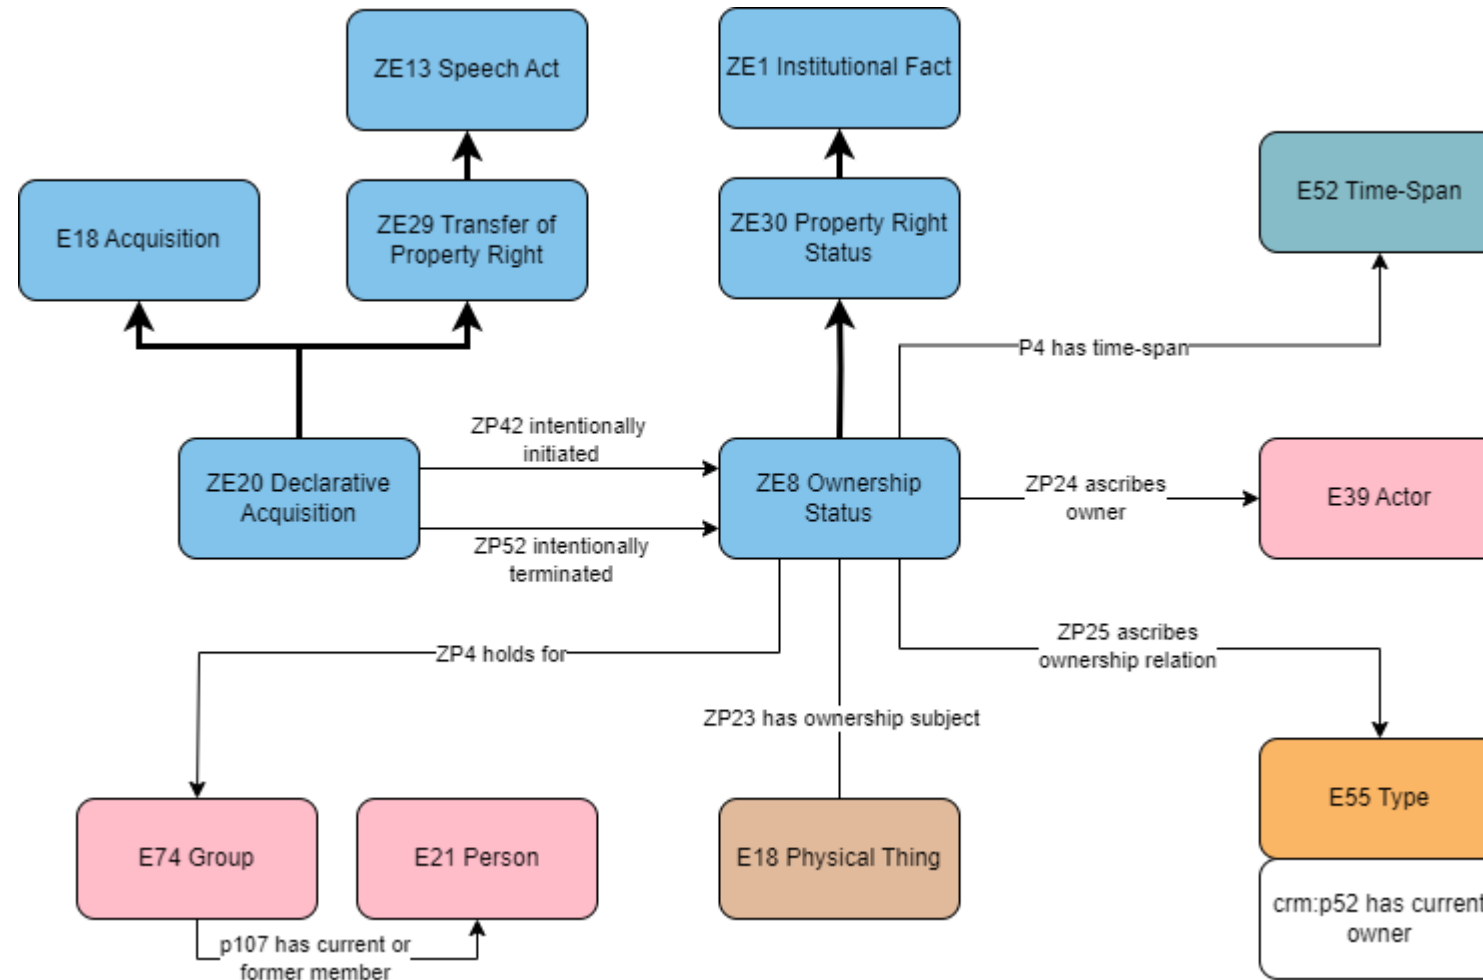 ZE13 Speech Act
ZE1 Institutional Fact
E52 Time-Span
E18 Acquisition
ZE29 Transfer of
Property Right
ZE30 Property Right
Status
P4 has time-span
ZP42 intentionally
initiated
ZE20 Declarative
Acquisition
ZE8 Ownership
Status
ZP24 ascribes
owner
E39 Actor
ZP52 intentionally
terminated
ZP4 holds for
ZP25 ascribes
ownership relation
ZP23 has ownership subject
E74 Group
E21 Person
E18 Physical Thing
E55 Type
crm:p52 has current
owner
p107 has current or
former member